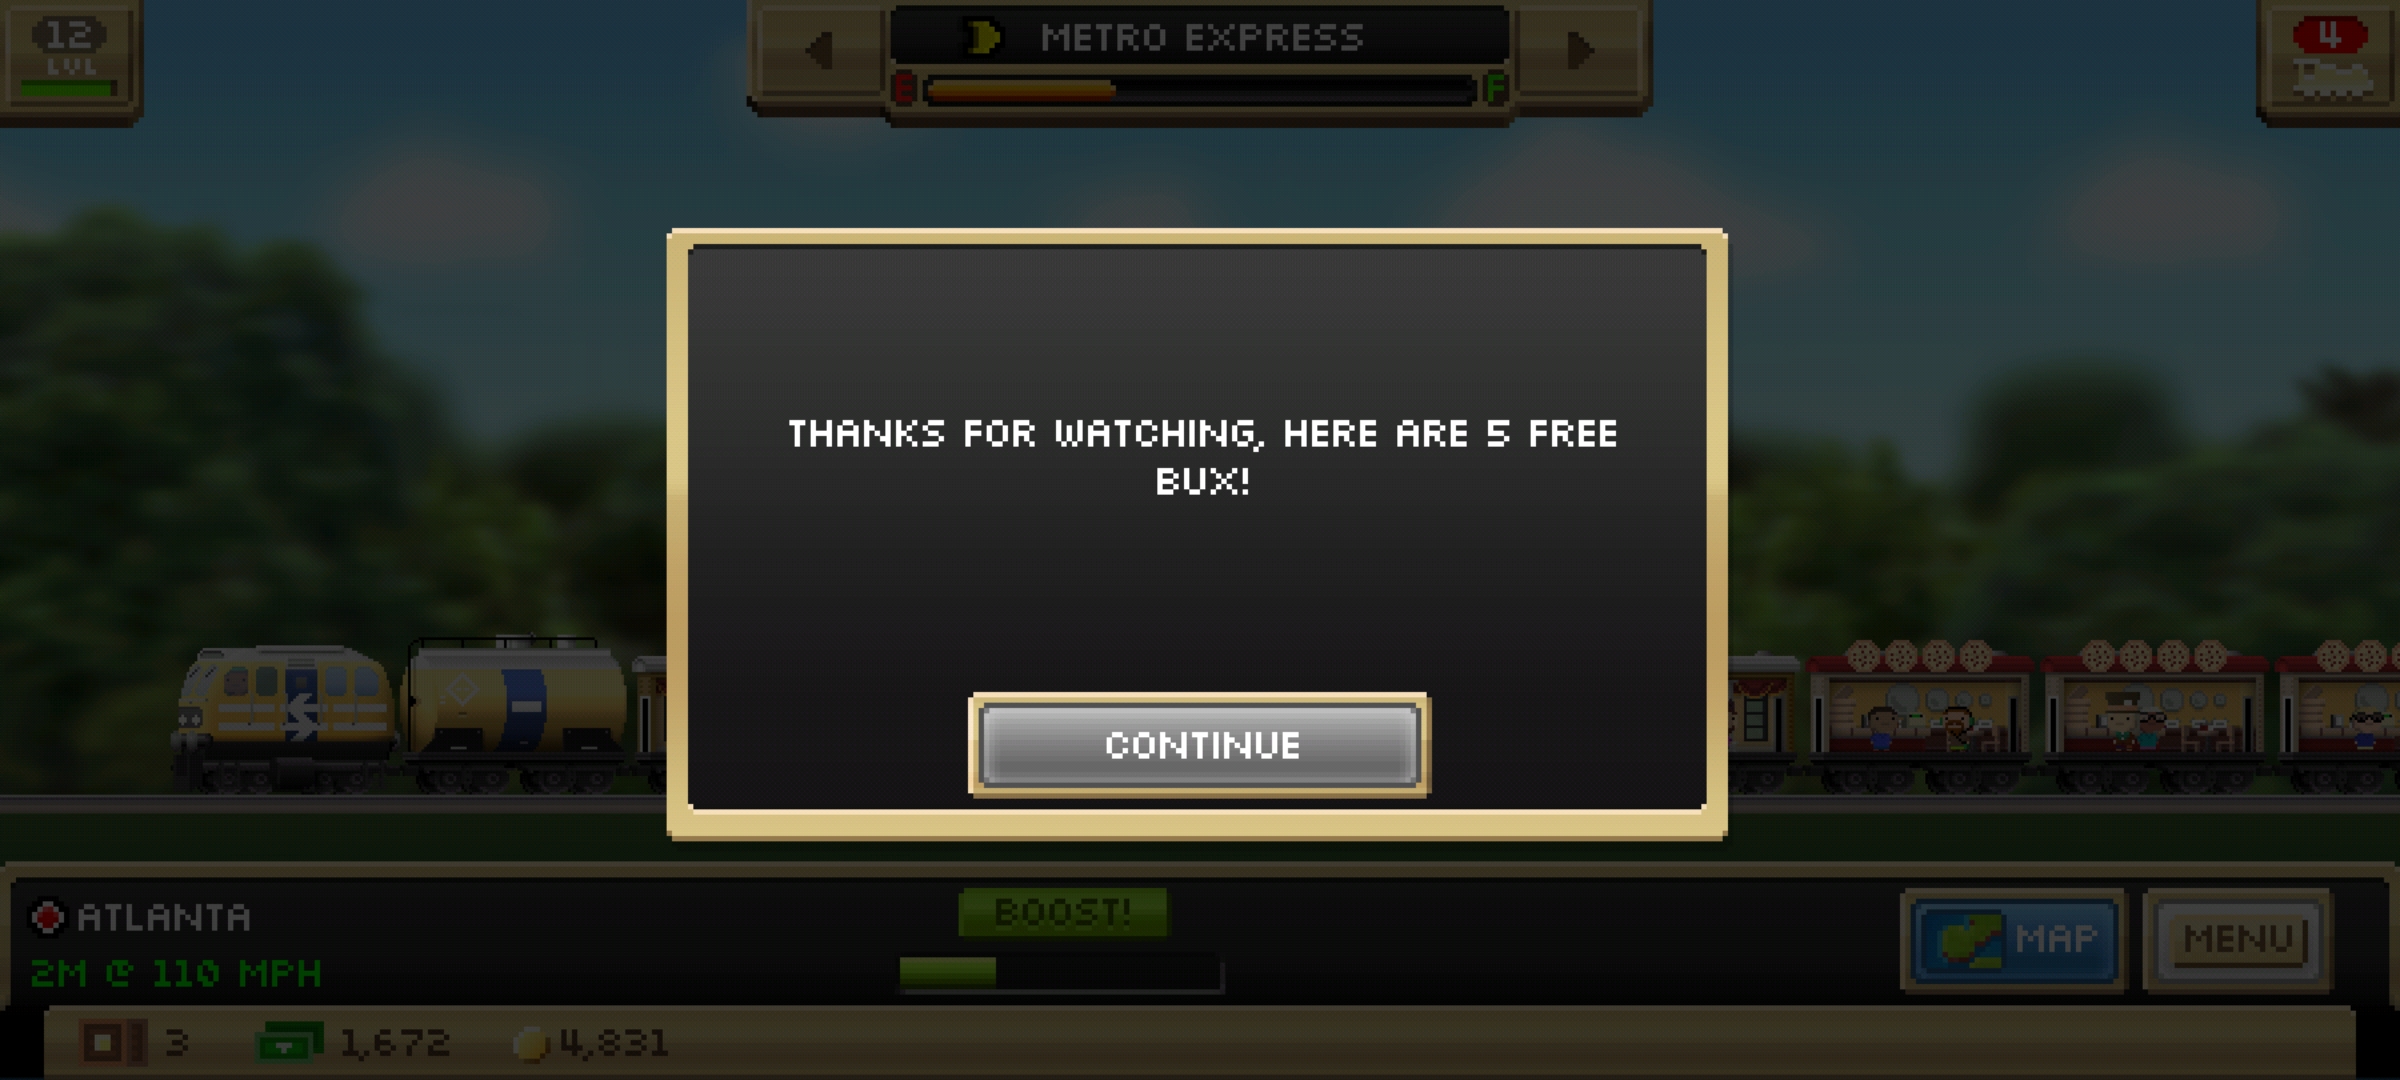 12
LVL
METRO EXPRESS
E F
4
THANKS FOR WATCHING, HERE ARE 5 FREE
BUX!
CONTINUE
ATLANTA
2M @ 110 MPH
BOOST!
MAP
MENU
3
1,672
4,831